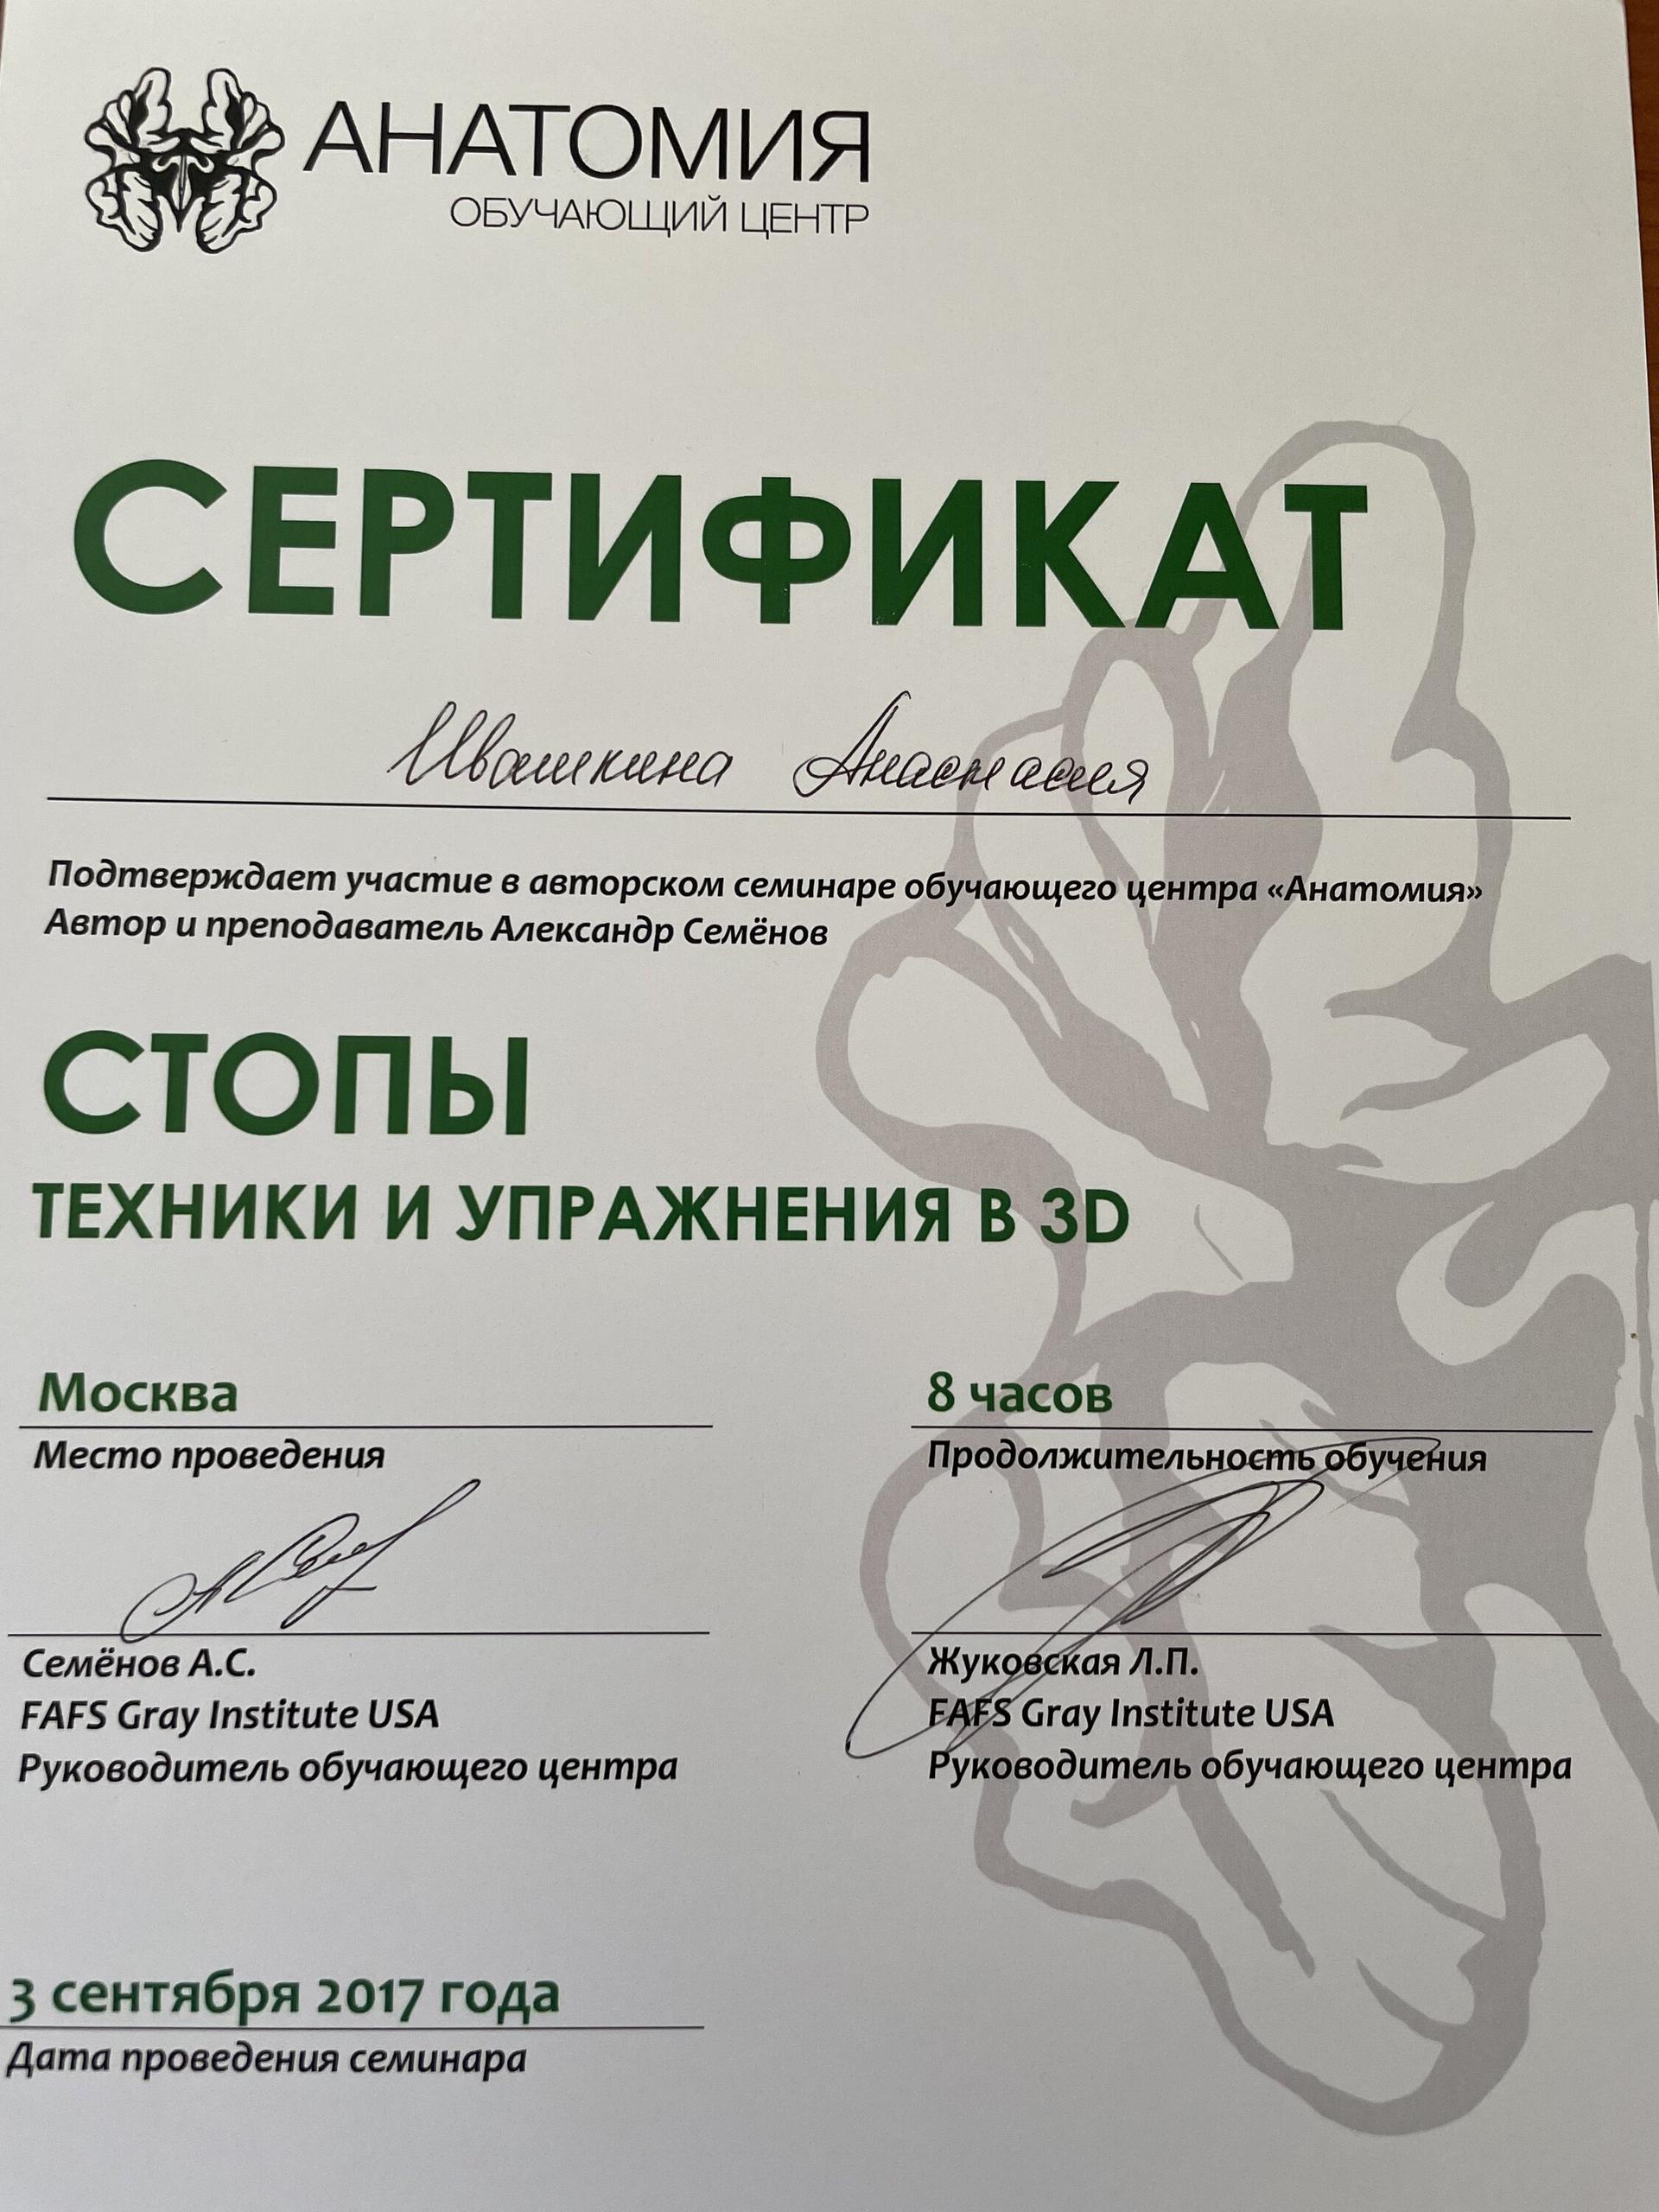 АНАТОМИЯ
ОБУЧАЮЩИЙ ЦЕНТР
СЕРТИФИКАТ
Ивашкина Анастасия
Подтверждает участие в авторском семинаре обучающего центра «Анатомия»
Автор и преподаватель Александр Семёнов
СТОПЫ
ТЕХНИКИ И УПРАЖНЕНИЯ В 3D
Москва
Место проведения
8 часов
Продолжительность обучения
Семёнов А.С.
FAFS Gray Institute USA
Руководитель обучающего центра
Жуковская Л.П.
FAFS Gray Institute USA
Руководитель обучающего центра
3 сентября 2017 года
Дата проведения семинара